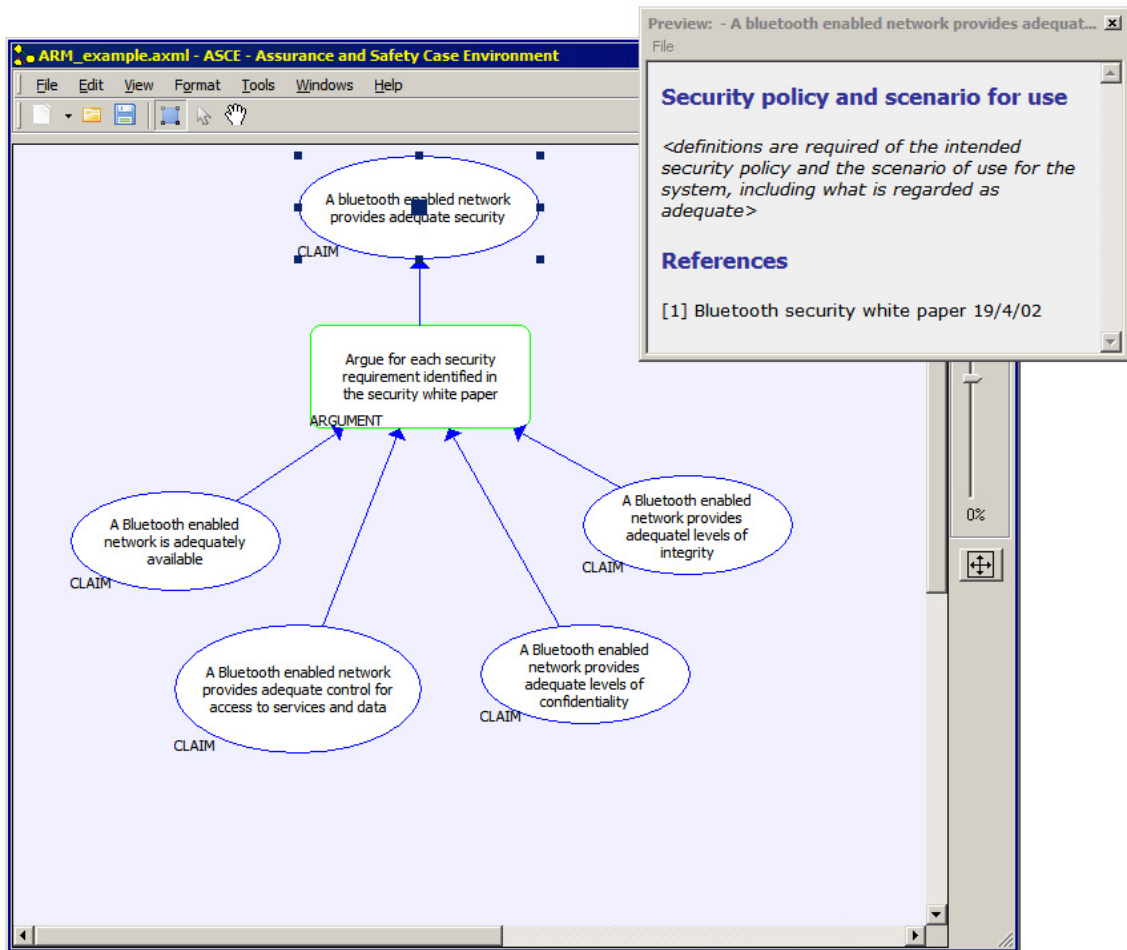 Preview: - A bluetooth enabled network provides adequat...
File
Security policy and scenario for use
<definitions are required of the intended
security policy and the scenario of use for the
system, including what is regarded as
adequate>
References
[1] Bluetooth security white paper 19/4/02
ARM_example.axml - ASCE - Assurance and Safety Case Environment
File Edit View Format Tools Windows Help
A bluetooth enabled network
provides adequate security
CLAIM
Argue for each security
requirement identified in
the security white paper
ARGUMENT
A Bluetooth enabled
network is adequately
available
CLAIM
A Bluetooth enabled
network provides
adequatel levels of
integrity
CLAIM
A Bluetooth enabled network
provides adequate control for
access to services and data
CLAIM
A Bluetooth enabled
network provides
adequate levels of
confidentiality
CLAIM
0%